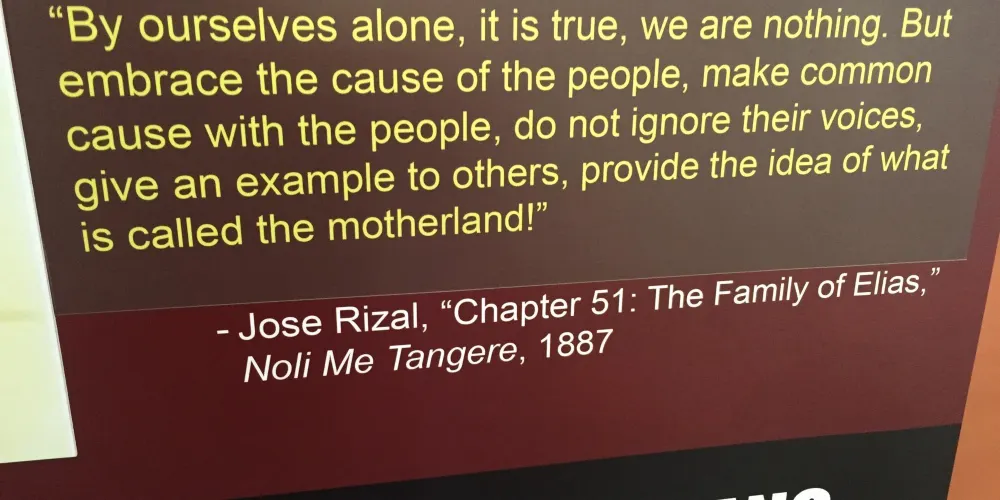 “By ourselves alone, it is true, we are nothing. But
embrace the cause of the people, make common
cause with the people, do not ignore their voices,
give an example to others, provide the idea of what
is called the motherland!”
- Jose Rizal, “Chapter 51: The Family of Elias,”
Noli Me Tangere, 1887